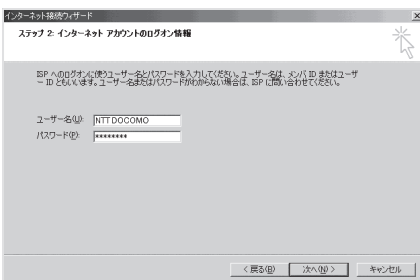 インターネット接続ウィザード
ステップ 2: インターネット アカウントのログオン情報
ISP へのログオンに使うユーザー名とパスワードを入力してください。ユーザー名は、メンバ ID またはユーザ
ー ID ともいいます。ユーザー名またはパスワードがわからない場合は、ISP に問い合わせてください。
ユーザー名(U): NTT DOCOMO
パスワード(P): ********
< 戻る(B) 次へ(N) > キャンセル